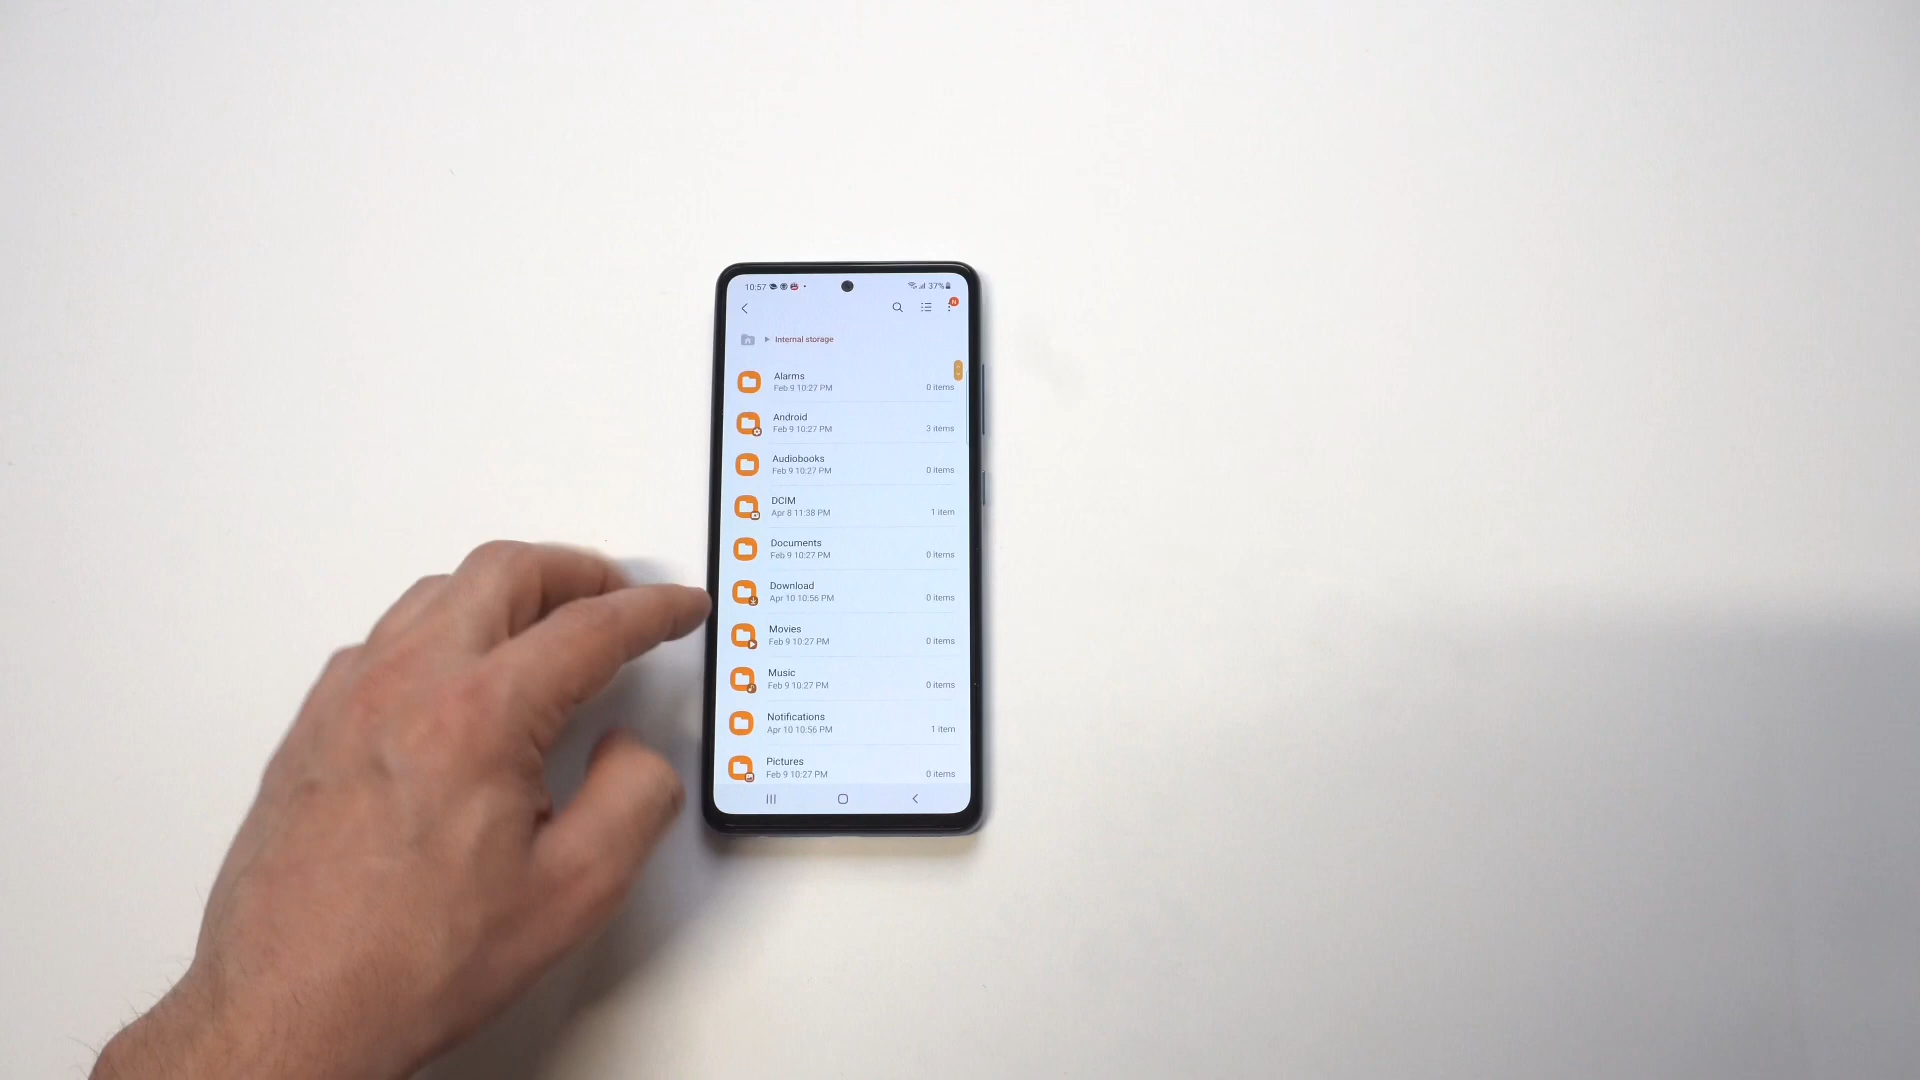 10:57 37%
N
Internal storage
Alarms
Feb 9 10:27 PM 0 items
Android
Feb 9 10:27 PM 3 items
Audiobooks
Feb 9 10:27 PM 0 items
DCIM
Apr 8 11:38 PM 1 item
Documents
Feb 9 10:27 PM 0 items
Download
Apr 10 10:56 PM 0 items
Movies
Feb 9 10:27 PM 0 items
Music
Feb 9 10:27 PM 0 items
Notifications
Apr 10 10:56 PM 1 item
Pictures
Feb 9 10:27 PM 0 items